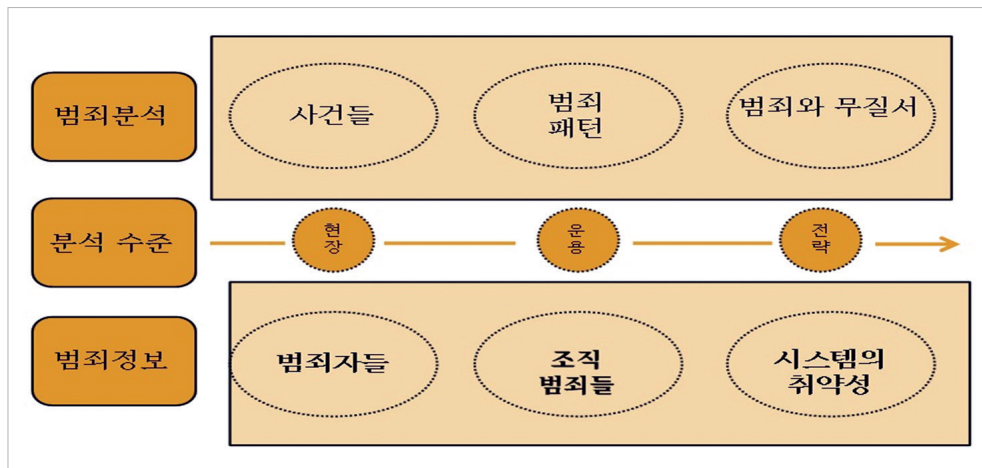 범죄분석
사건들
범죄
패턴
범죄와 무질서
분석 수준
현
장
운
용
전
략
범죄정보
범죄자들
조직
범죄들
시스템의
취약성